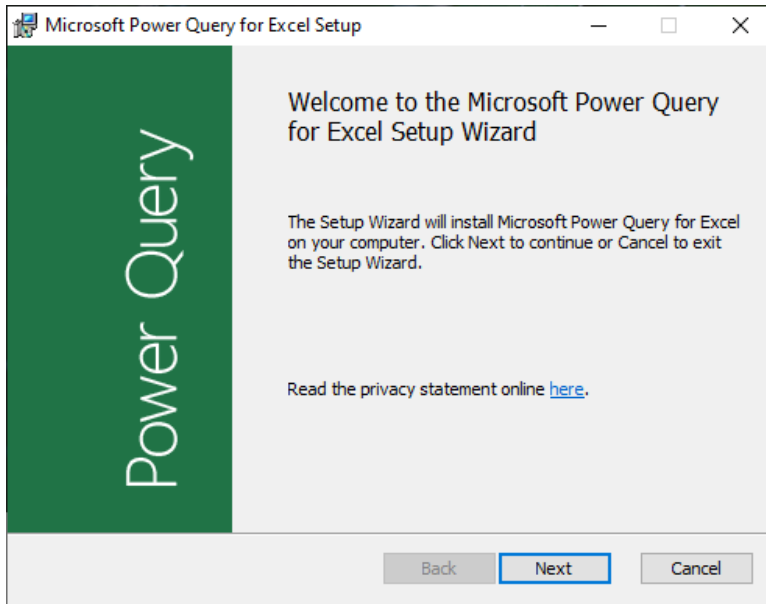 Microsoft Power Query for Excel Setup
Power Query
Welcome to the Microsoft Power Query
for Excel Setup Wizard
The Setup Wizard will install Microsoft Power Query for Excel
on your computer. Click Next to continue or Cancel to exit
the Setup Wizard.
Read the privacy statement online here.
Back
Next
Cancel